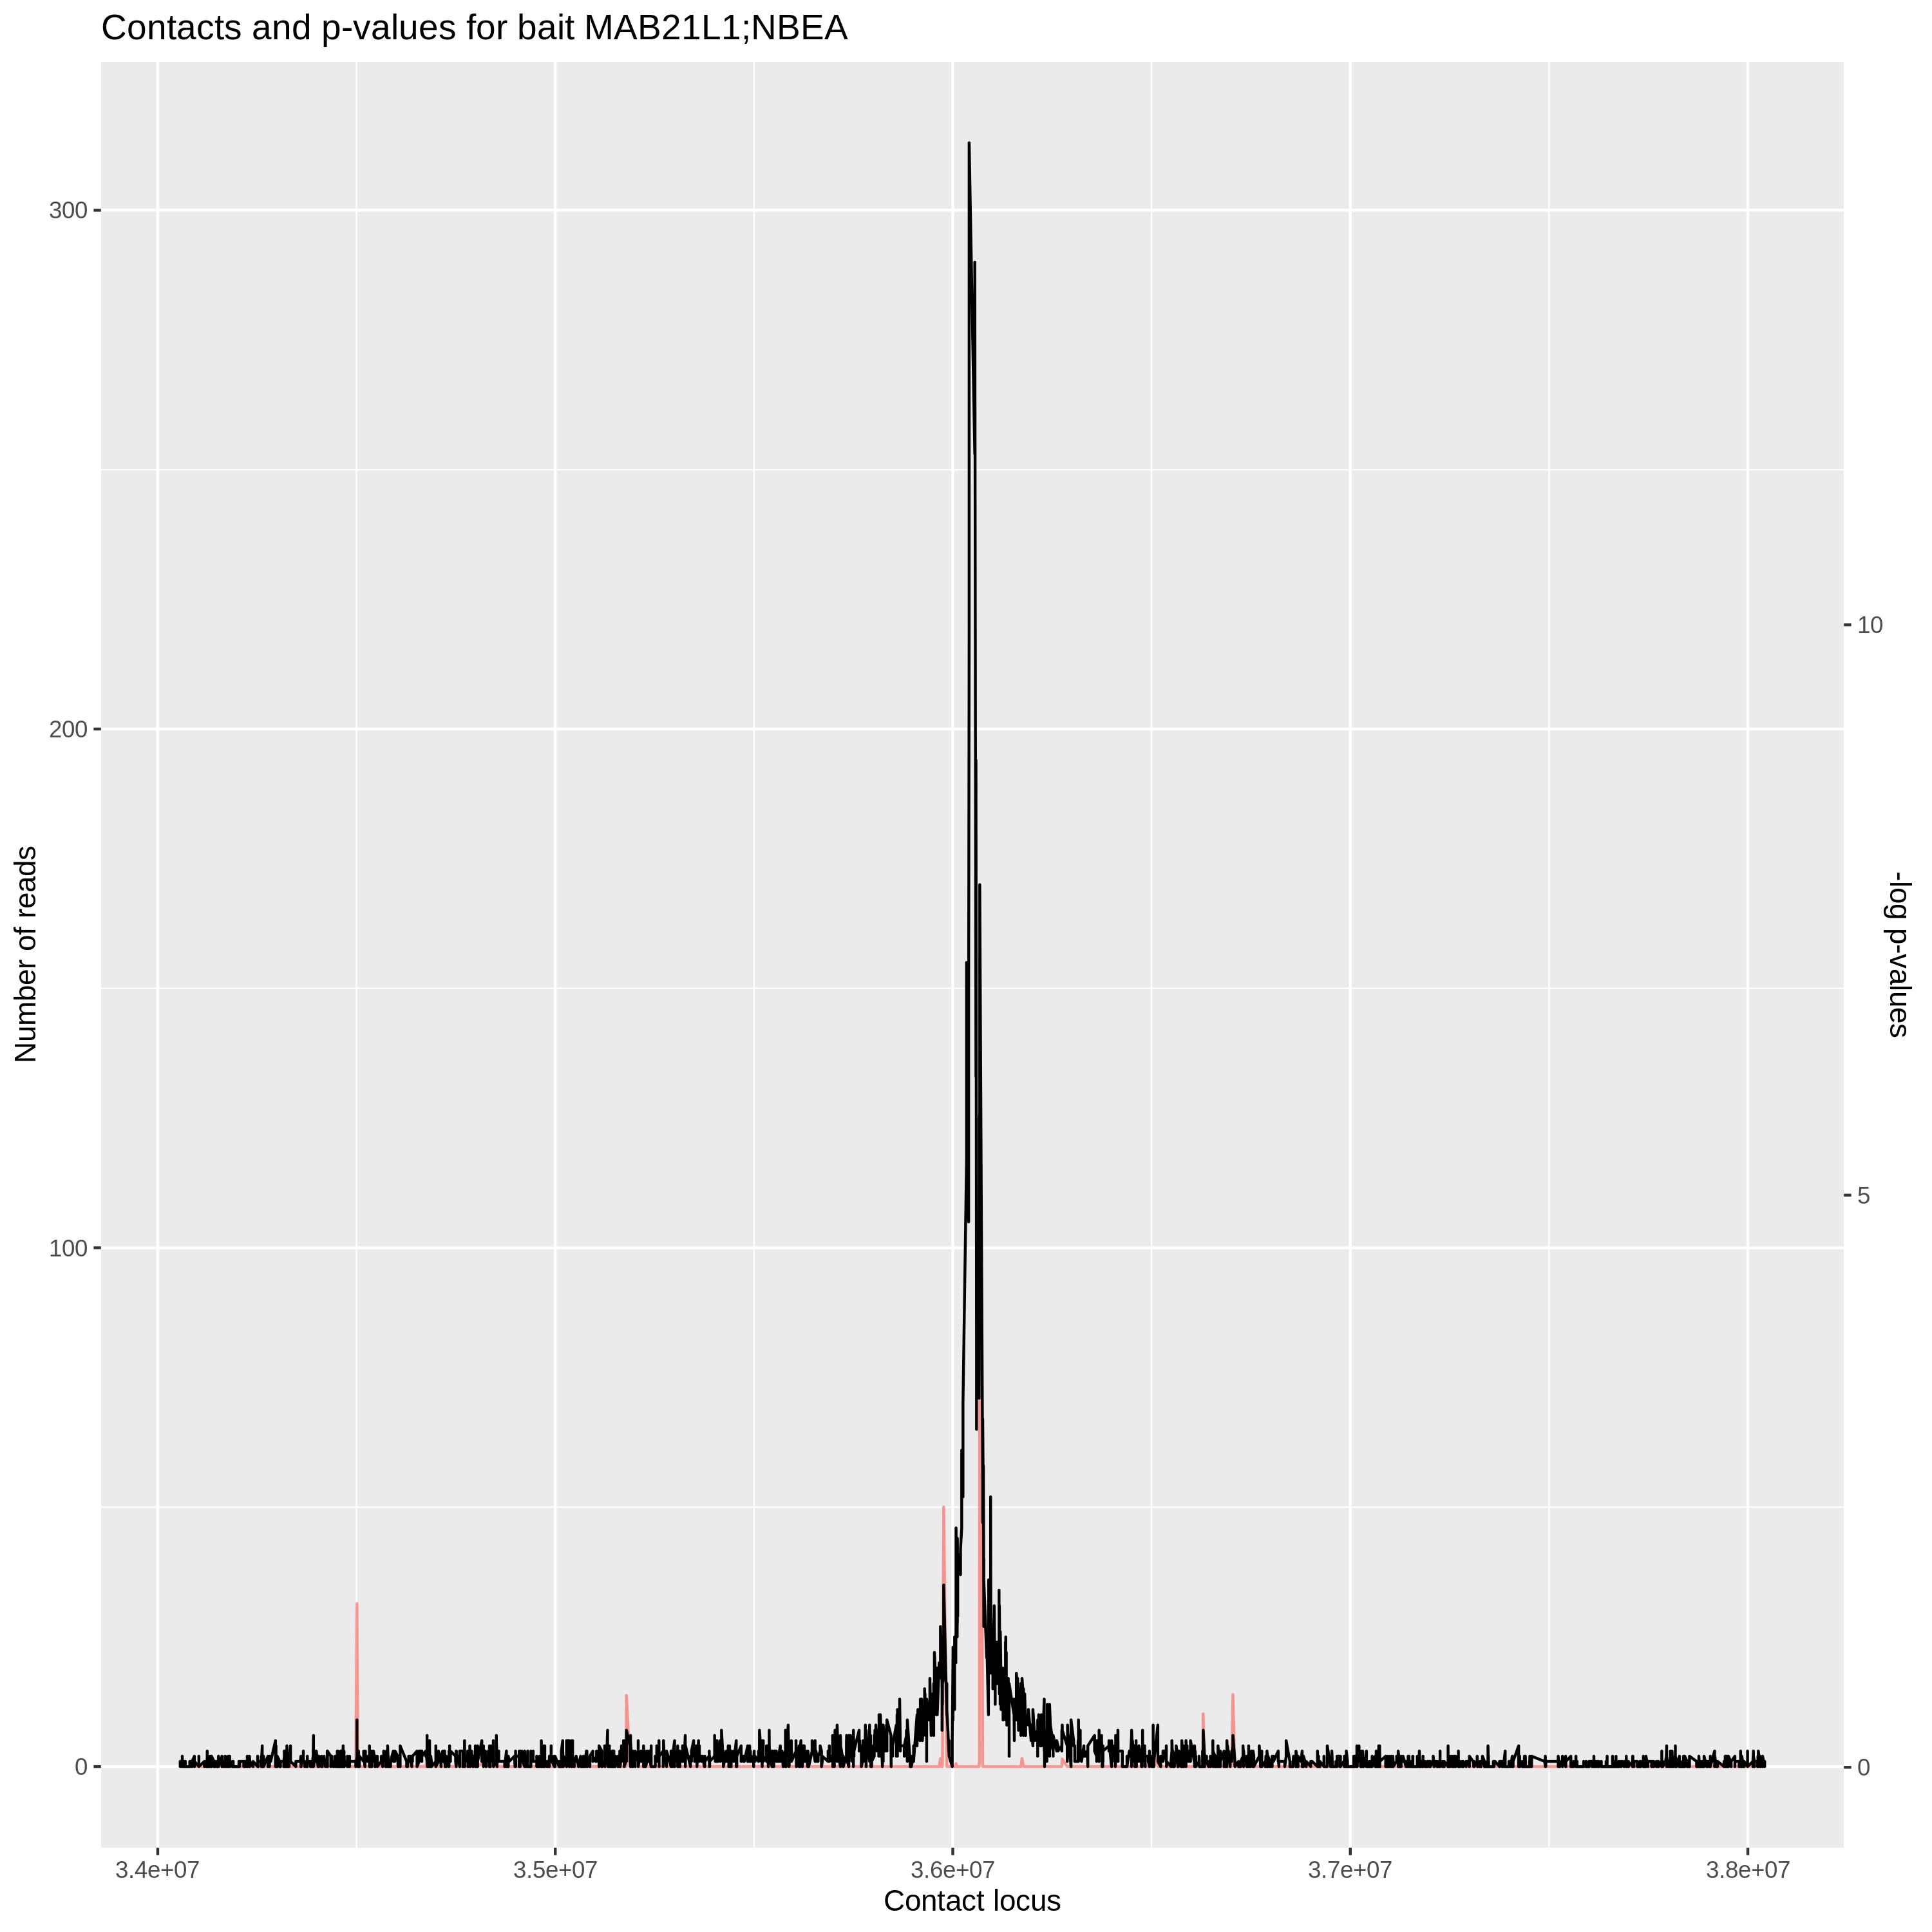 Contacts and p-values for bait MAB21L1;NBEA
300
200
100
0
Number of reads
10
5
0
-log p-values
3.4e+07
3.5e+07
3.6e+07
3.7e+07
3.8e+07
Contact locus